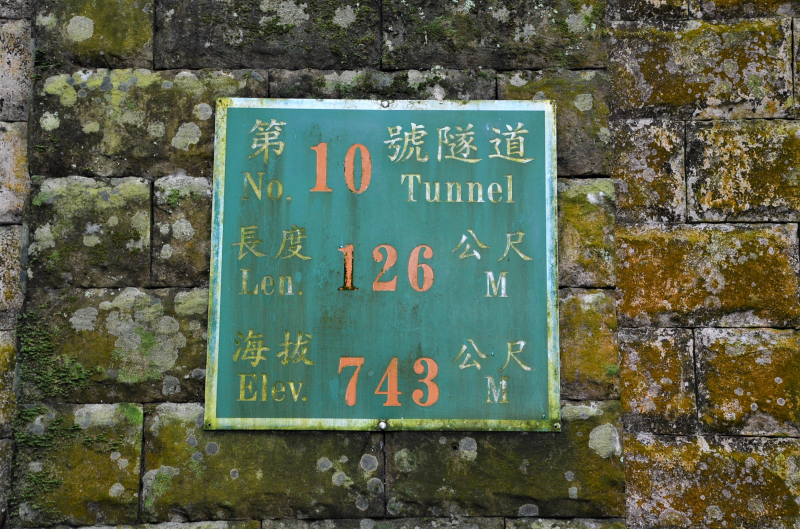 第 10 號隧道
No. Tunnel
長度 126 公尺
Len. M
海拔 743 公尺
Elev. M